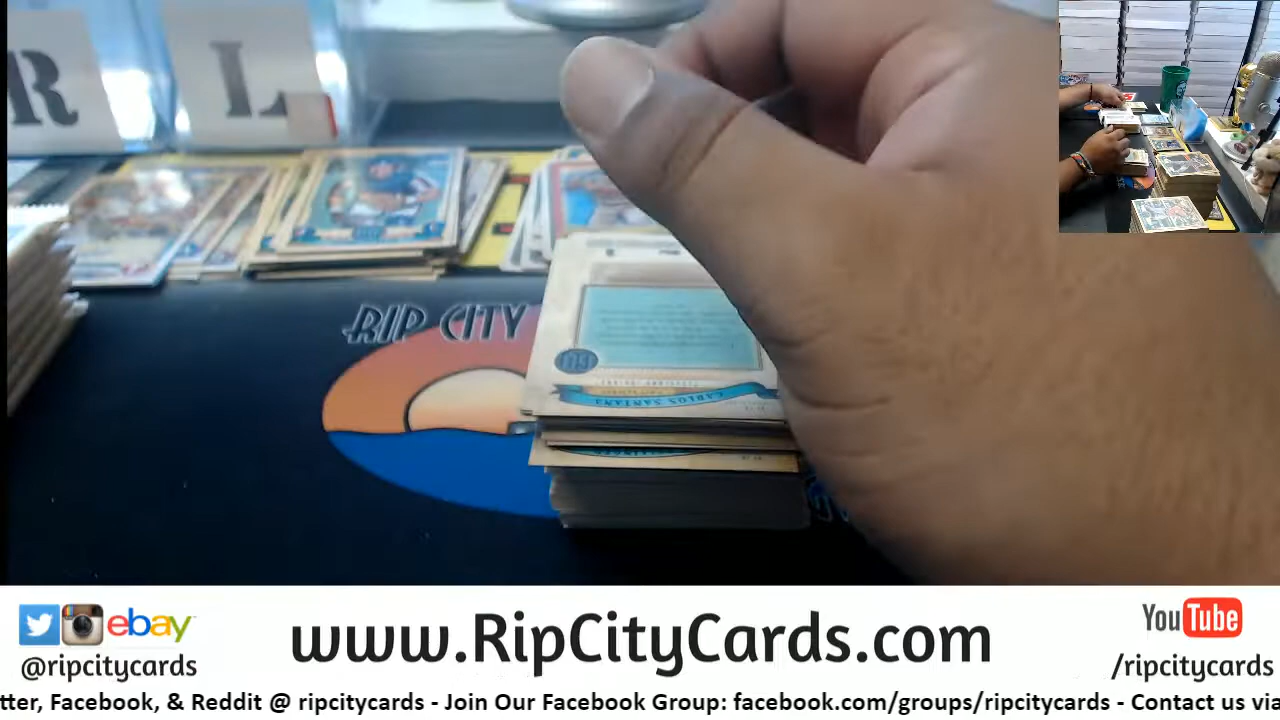 R L
RIP CITY
CARLOS SANTANA
ebay
@ripcitycards
www.RipCityCards.com
YouTube
/ripcitycards
tter, Facebook, & Reddit @ ripcitycards - Join Our Facebook Group: facebook.com/groups/ripcitycards - Contact us via